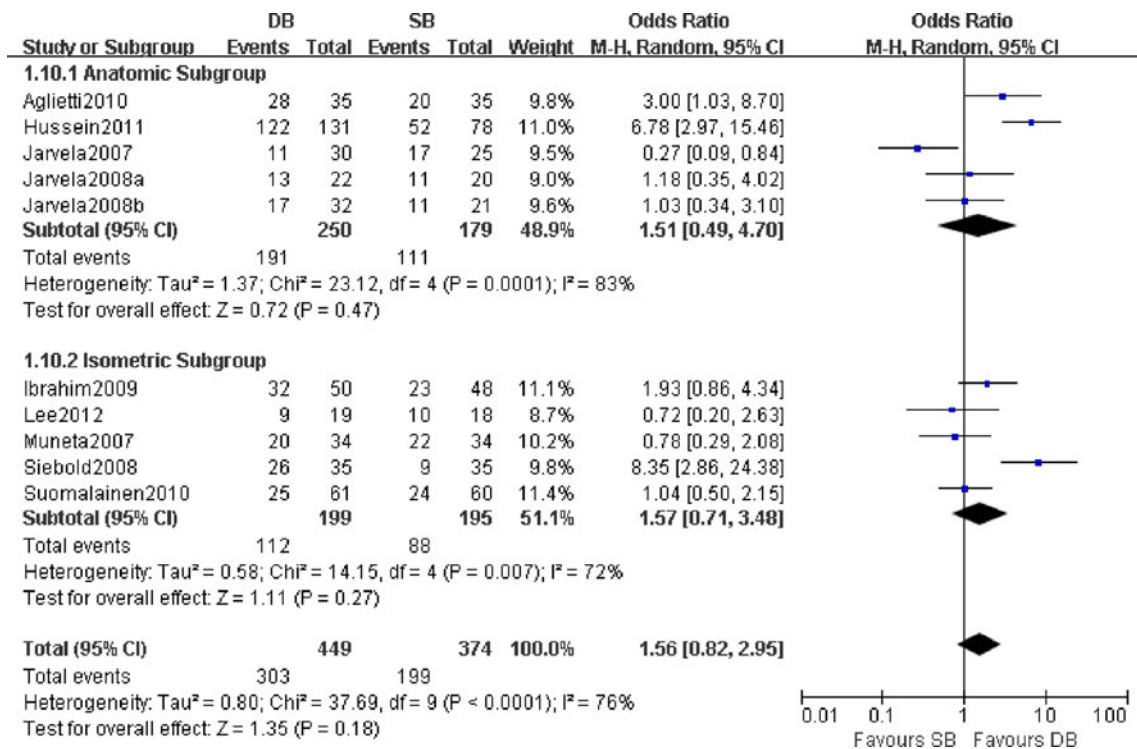 DB SB Odds Ratio Odds Ratio
Study or Subgroup Events Total Events Total Weight M-H, Random, 95% CI M-H, Random, 95% CI
1.10.1 Anatomic Subgroup
Aglietti2010 28 35 20 35 9.8% 3.00 [1.03, 8.70]
Hussein2011 122 131 52 78 11.0% 6.78 [2.97, 15.46]
Jarvela2007 11 30 17 25 9.5% 0.27 [0.09, 0.84]
Jarvela2008a 13 22 11 20 9.0% 1.18 [0.35, 4.02]
Jarvela2008b 17 32 11 21 9.6% 1.03 [0.34, 3.10]
Subtotal (95% CI) 250 179 48.9% 1.51 [0.49, 4.70]
Total events 191 111
Heterogeneity: Tau² = 1.37; Chi² = 23.12, df = 4 (P = 0.0001); I² = 83%
Test for overall effect: Z = 0.72 (P = 0.47)
1.10.2 Isometric Subgroup
Ibrahim2009 32 50 23 48 11.1% 1.93 [0.86, 4.34]
Lee2012 9 19 10 18 8.7% 0.72 [0.20, 2.63]
Muneta2007 20 34 22 34 10.2% 0.78 [0.29, 2.08]
Siebold2008 26 35 9 35 9.8% 8.35 [2.86, 24.38]
Suomalainen2010 25 61 24 60 11.4% 1.04 [0.50, 2.15]
Subtotal (95% CI) 199 195 51.1% 1.57 [0.71, 3.48]
Total events 112 88
Heterogeneity: Tau² = 0.58; Chi² = 14.15, df = 4 (P = 0.007); I² = 72%
Test for overall effect: Z = 1.11 (P = 0.27)
Total (95% CI) 449 374 100.0% 1.56 [0.82, 2.95]
Total events 303 199
Heterogeneity: Tau² = 0.80; Chi² = 37.69, df = 9 (P < 0.0001); I² = 76%
Test for overall effect: Z = 1.35 (P = 0.18)
0.01 0.1 1 10 100
Favours SB Favours DB